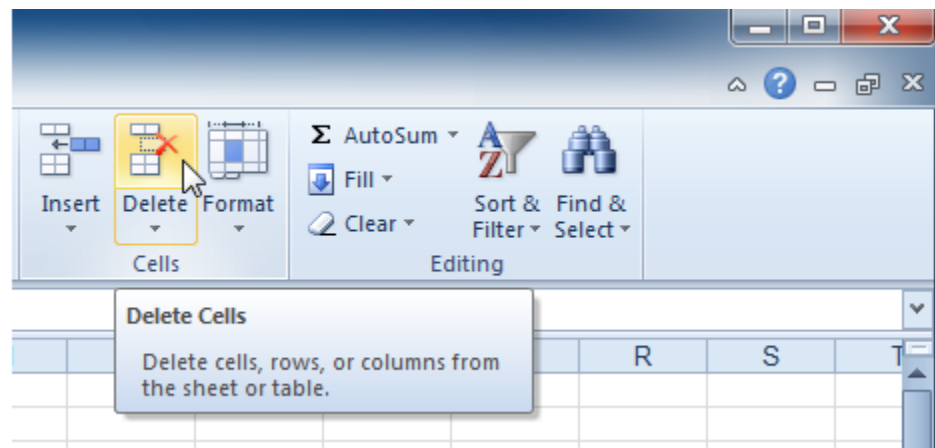 Σ AutoSum
Fill
Clear
Insert Delete Format
Sort & Filter
Find & Select
Cells
Editing
Delete Cells
Delete cells, rows, or columns from
the sheet or table.
R S T